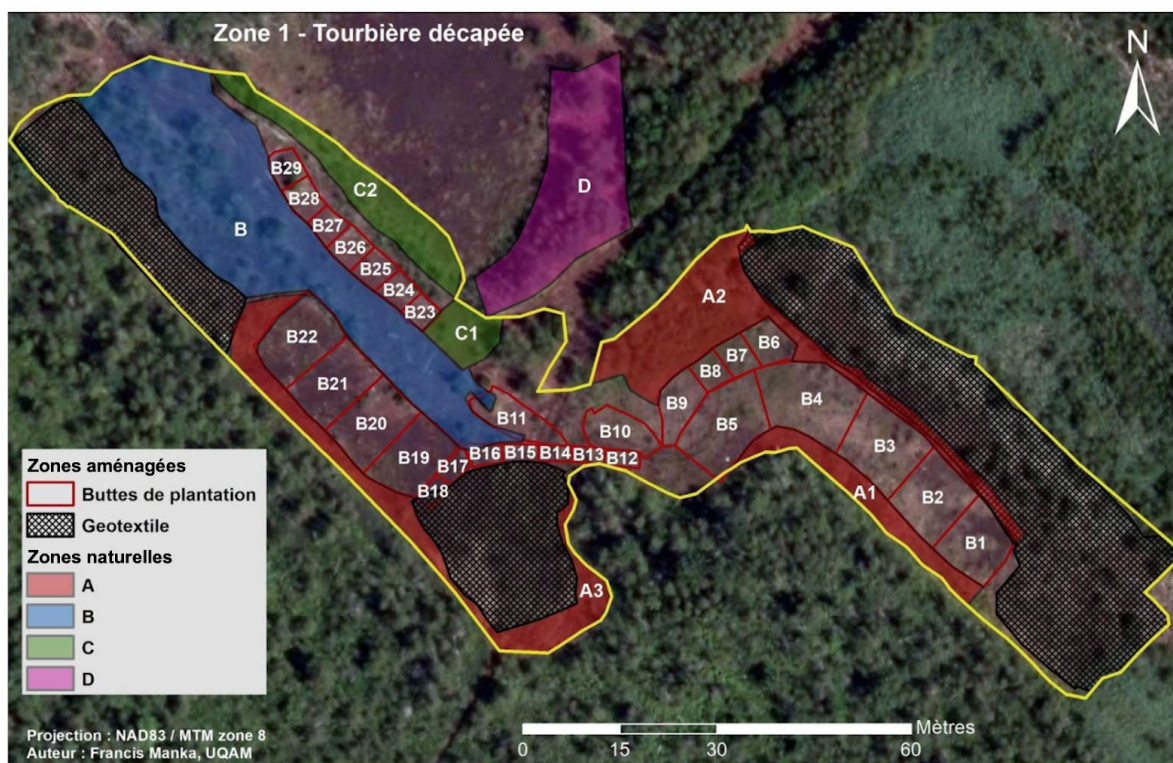 Zone 1 - Tourbière décapée
N
B29
B28
C2
B27
B
B26
B25
B24
B23
C1
D
A2
B22
B21
B20
B19
B18
B17
B16
B15
B14
B13
B12
B11
B10
B9
B8
B7
B6
B5
B4
B3
B2
B1
A1
A3
Zones aménagées
Buttes de plantation
Geotextile
Zones naturelles
A
B
C
D
Projection : NAD83 / MTM zone 8
Auteur : Francis Manka, UQAM
Mètres
0 15 30 60